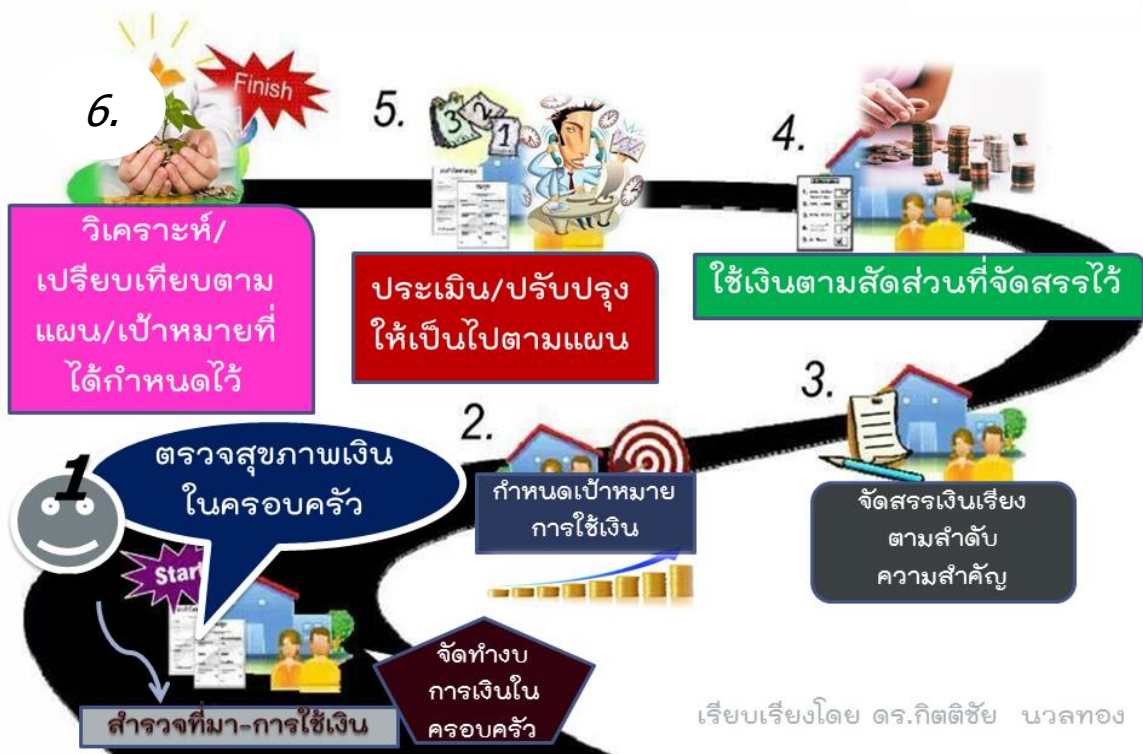 6.
Finish
วิเคราะห์/
เปรียบเทียบตาม
แผน/เป้าหมายที่
ได้กำหนดไว้
5.
3 2 1
ประเมิน/ปรับปรุง
ให้เป็นไปตามแผน
4.
ใช้เงินตามสัดส่วนที่จัดสรรไว้
3.
จัดสรรเงินเรียง
ตามลำดับ
ความสำคัญ
2.
กำหนดเป้าหมาย
การใช้เงิน
1
ตรวจสุขภาพเงิน
ในครอบครัว
Start
จัดทำงบ
การเงินใน
ครอบครัว
สำรวจที่มา-การใช้เงิน
เรียบเรียงโดย ดร.กิตติชัย นวลทอง